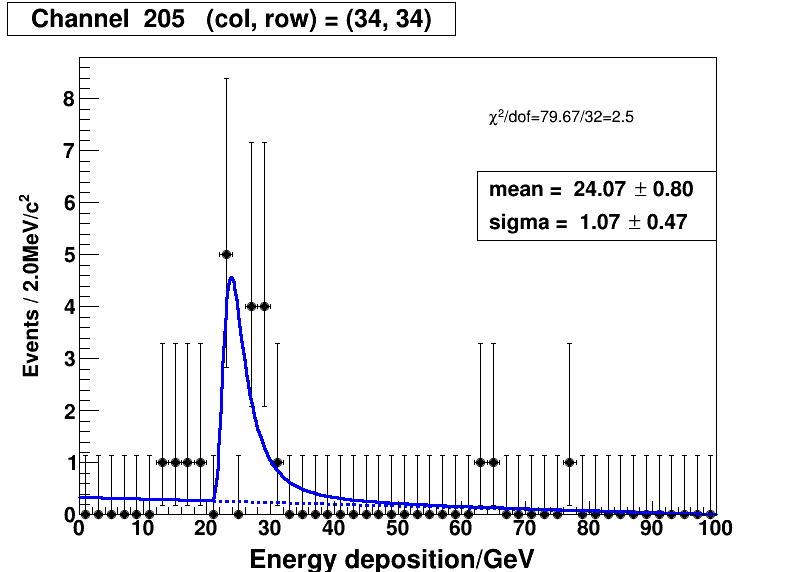 Channel 205 (col, row) = (34, 34)
χ²/dof=79.67/32=2.5
mean = 24.07 ± 0.80
sigma = 1.07 ± 0.47
Events / 2.0MeV/c²
8
7
6
5
4
3
2
1
0
0 10 20 30 40 50 60 70 80 90 100
Energy deposition/GeV